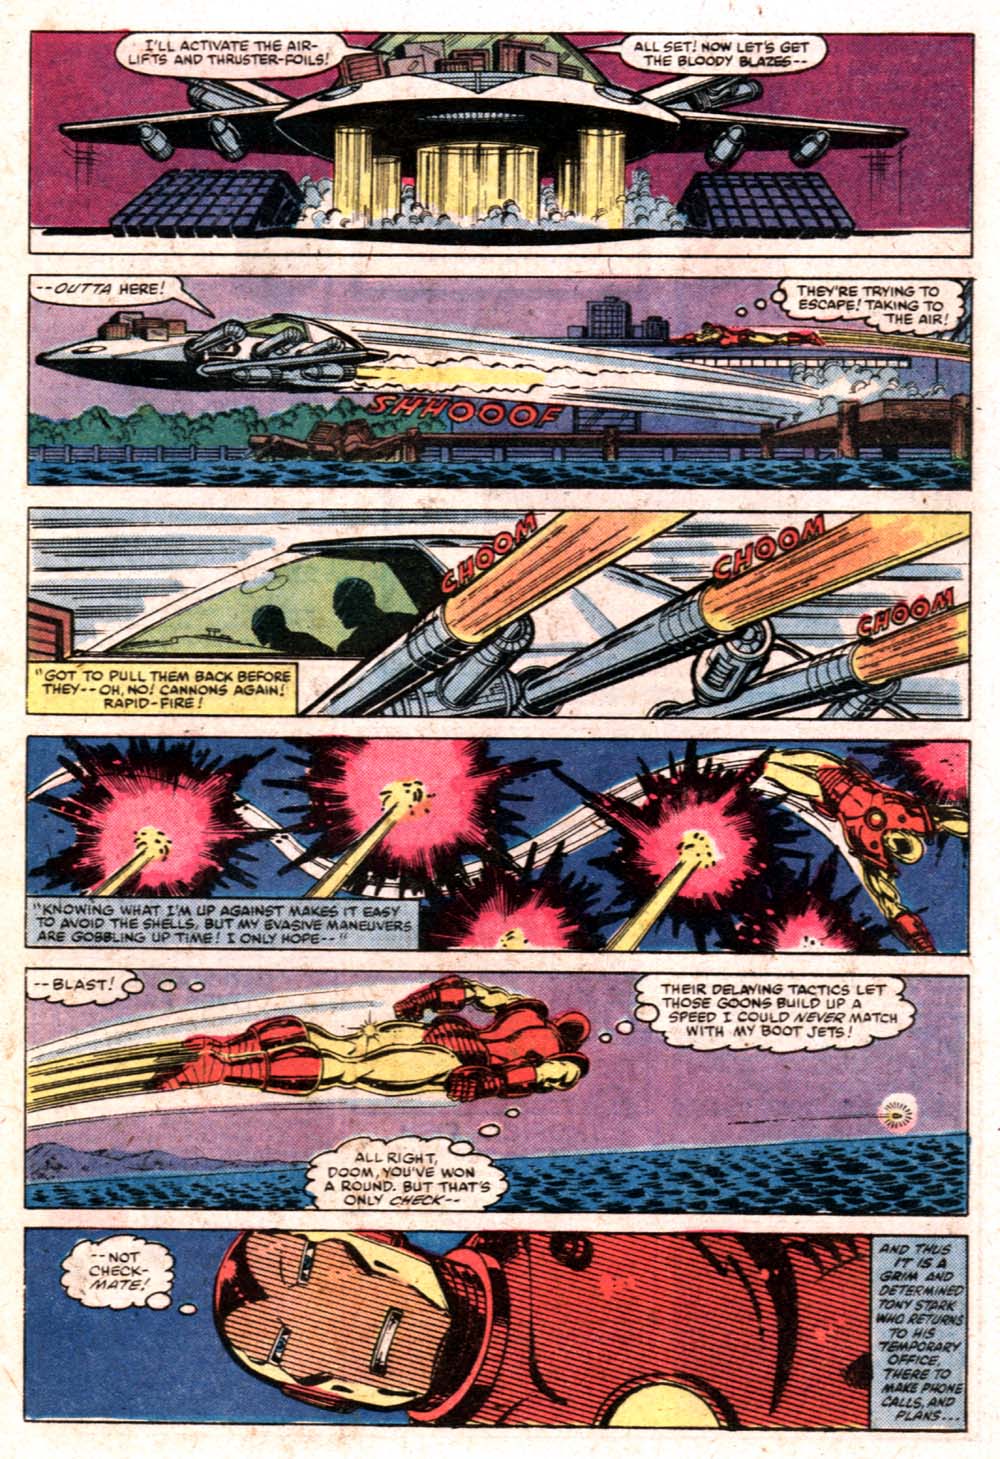 I'LL ACTIVATE THE AIR-
LIFTS AND THRUSTER-FOILS!
ALL SET! NOW LET'S GET
THE BLOODY BLAZES--
--OUTTA HERE!
THEY'RE TRYING TO
ESCAPE! TAKING TO
THE AIR!
SHHOOOF
CHOOM
CHOOM
CHOOM
"GOT TO PULL THEM BACK BEFORE
THEY--OH, NO! CANNONS AGAIN!
RAPID-FIRE!
"KNOWING WHAT I'M UP AGAINST MAKES IT EASY
TO AVOID THE SHELLS, BUT MY EVASIVE MANEUVERS
ARE GOBBLING UP TIME! I ONLY HOPE--"
--BLAST!
THEIR DELAYING TACTICS LET
THOSE GOONS BUILD UP A
SPEED I COULD NEVER MATCH
WITH MY BOOT JETS!
ALL RIGHT,
DOOM, YOU'VE WON
A ROUND. BUT THAT'S
ONLY CHECK--
--NOT
CHECK-
MATE!
AND THUS
IT IS A
GRIM AND
DETERMINED
TONY STARK
WHO RETURNS
TO HIS
TEMPORARY
OFFICE,
THERE TO
MAKE PHONE
CALLS, AND
PLANS...